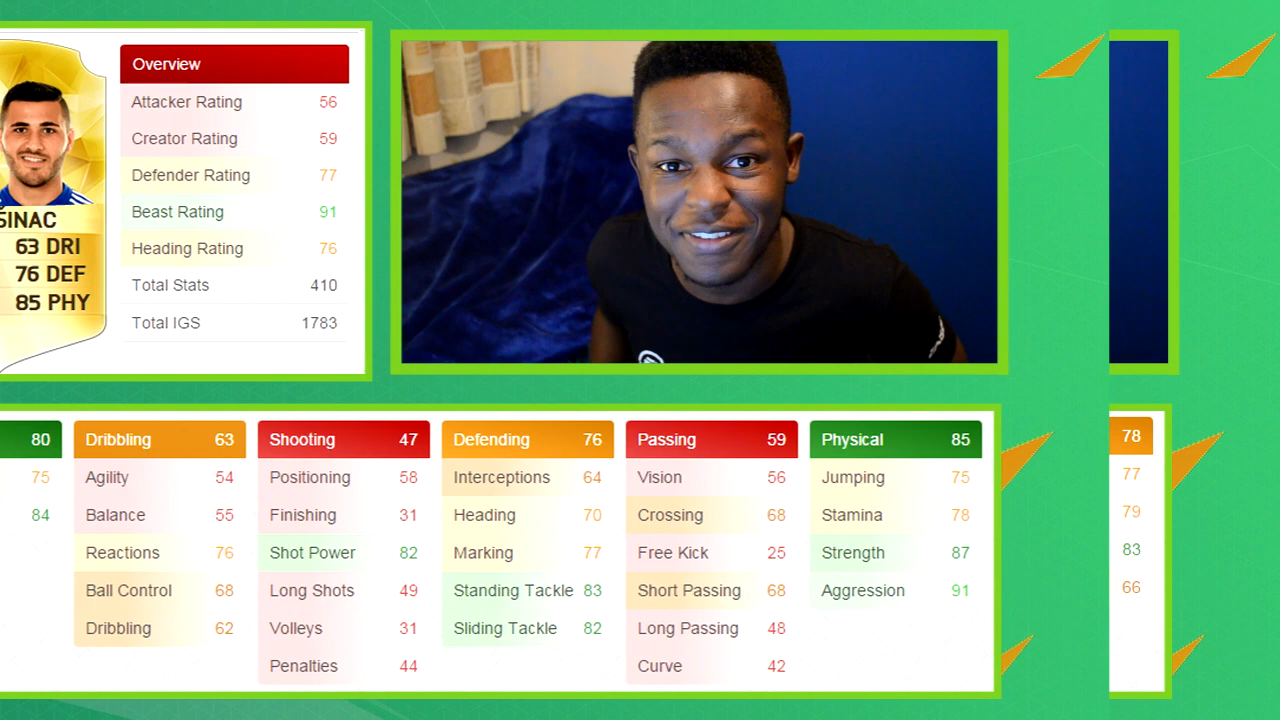 Overview
Attacker Rating 56
Creator Rating 59
Defender Rating 77
Beast Rating 91
Heading Rating 76
Total Stats 410
Total IGS 1783
SINAC
63 DRI
76 DEF
85 PHY
80
75
84
Dribbling 63
Agility 54
Balance 55
Reactions 76
Ball Control 68
Dribbling 62
Shooting 47
Positioning 58
Finishing 31
Shot Power 82
Long Shots 49
Volleys 31
Penalties 44
Defending 76
Interceptions 64
Heading 70
Marking 77
Standing Tackle 83
Sliding Tackle 82
Passing 59
Vision 56
Crossing 68
Free Kick 25
Short Passing 68
Long Passing 48
Curve 42
Physical 85
Jumping 75
Stamina 78
Strength 87
Aggression 91
78
77
79
83
66